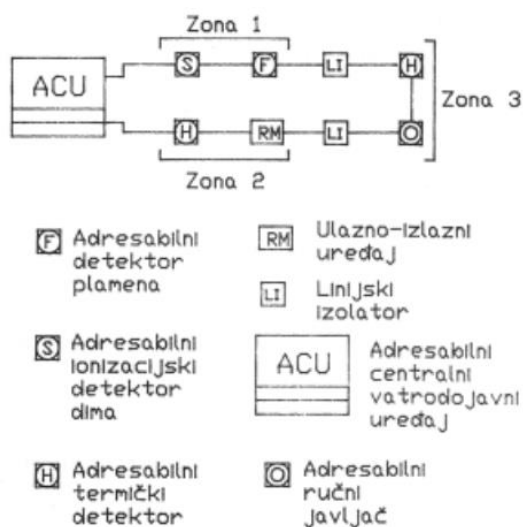 Zona 1
ACU
S
F
LI
H
Zona 3
H
RM
LI
O
Zona 2
F
Adresabilni
detektor
plamena
RM
Ulazno-izlazni
uređaj
LI
Linijski
izolator
S
Adresabilni
ionizacijski
detektor
dima
ACU
Adresabilni
centralni
vatrodojavni
uređaj
H
Adresabilni
termički
detektor
O
Adresabilni
ručni
javljač